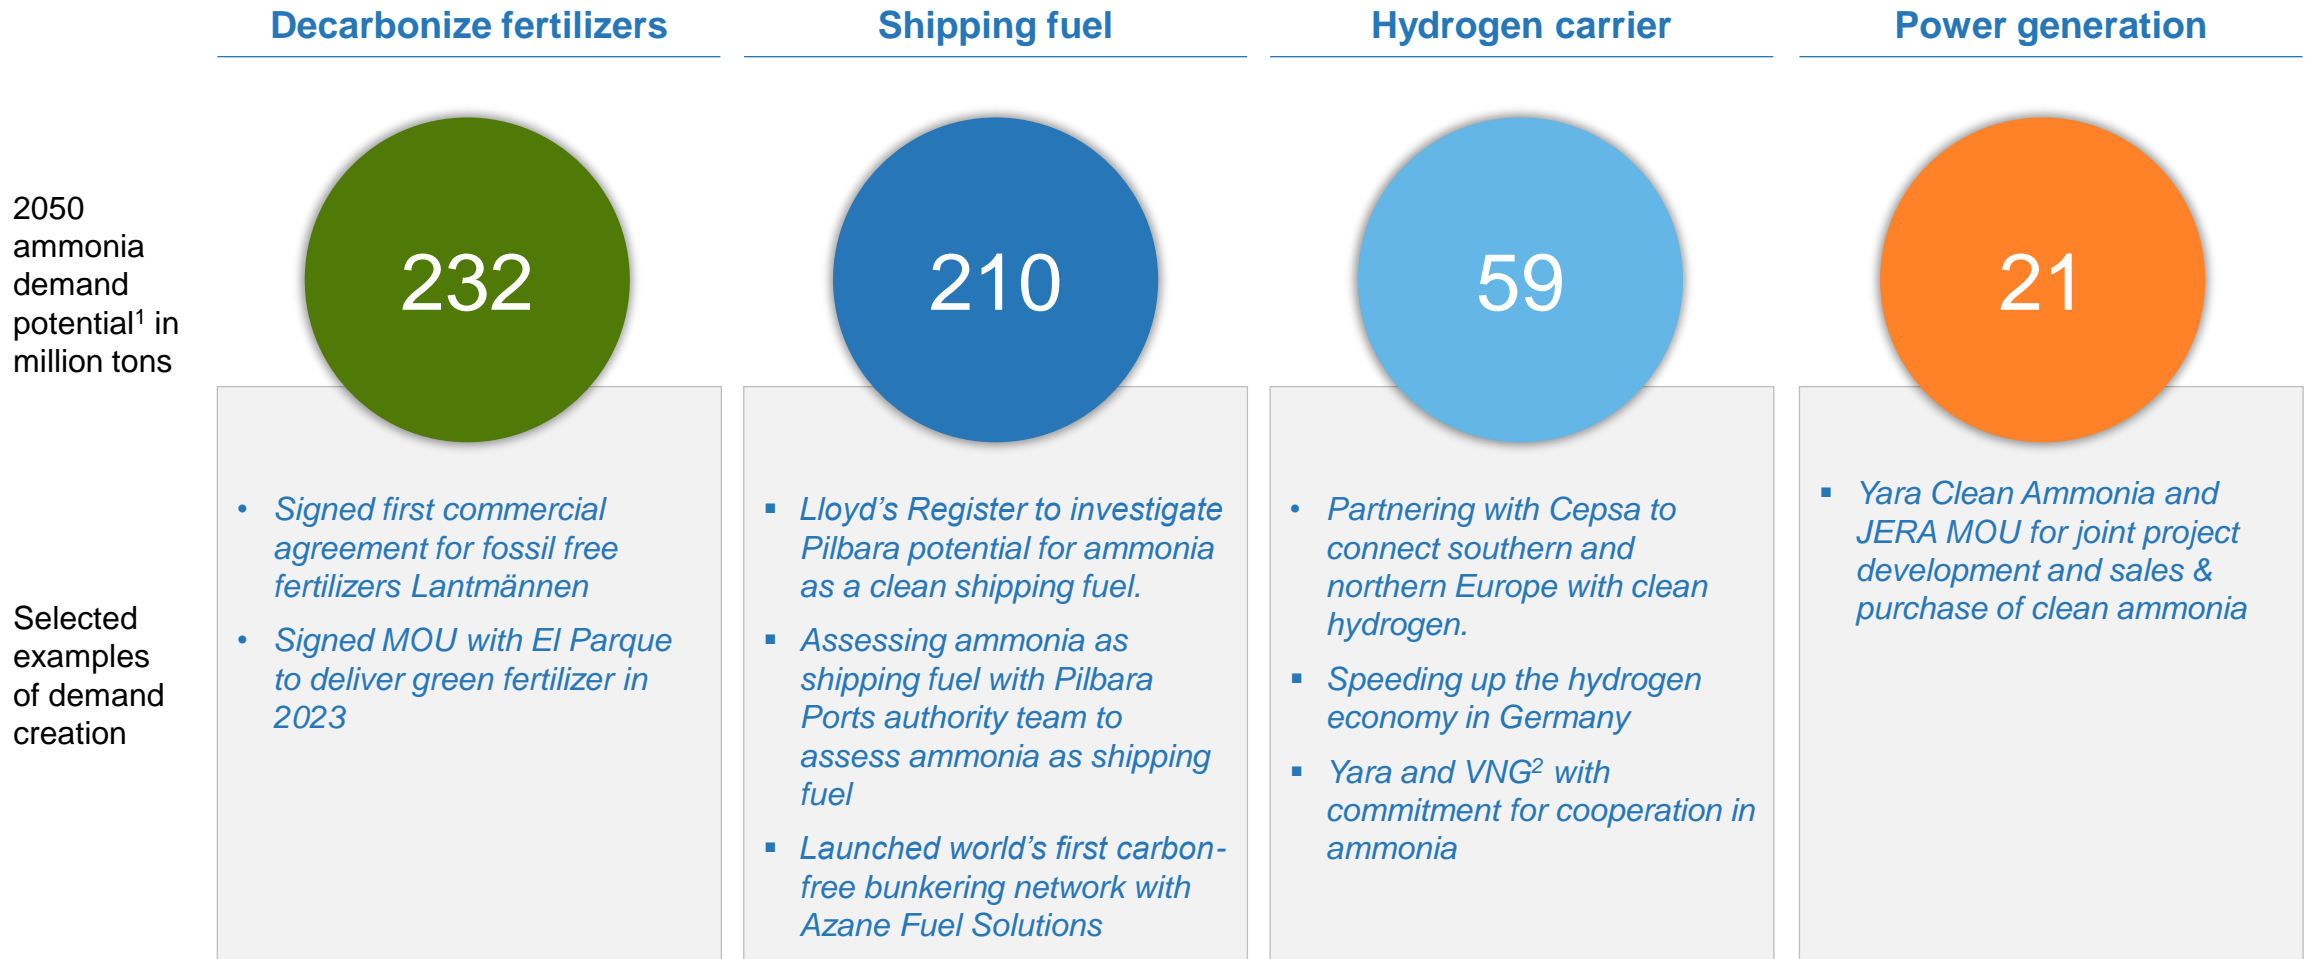 Decarbonize fertilizers
Shipping fuel
Hydrogen carrier
Power generation
2050
ammonia
demand
potential¹ in
million tons
232
210
59
21
Selected
examples
of demand
creation
• Signed first commercial
agreement for fossil free
fertilizers Lantmännen
• Signed MOU with El Parque
to deliver green fertilizer in
2023
▪ Lloyd’s Register to investigate
Pilbara potential for ammonia
as a clean shipping fuel.
▪ Assessing ammonia as
shipping fuel with Pilbara
Ports authority team to
assess ammonia as shipping
fuel
▪ Launched world’s first carbon-
free bunkering network with
Azane Fuel Solutions
• Partnering with Cepsa to
connect southern and
northern Europe with clean
hydrogen.
▪ Speeding up the hydrogen
economy in Germany
▪ Yara and VNG² with
commitment for cooperation in
ammonia
▪ Yara Clean Ammonia and
JERA MOU for joint project
development and sales &
purchase of clean ammonia